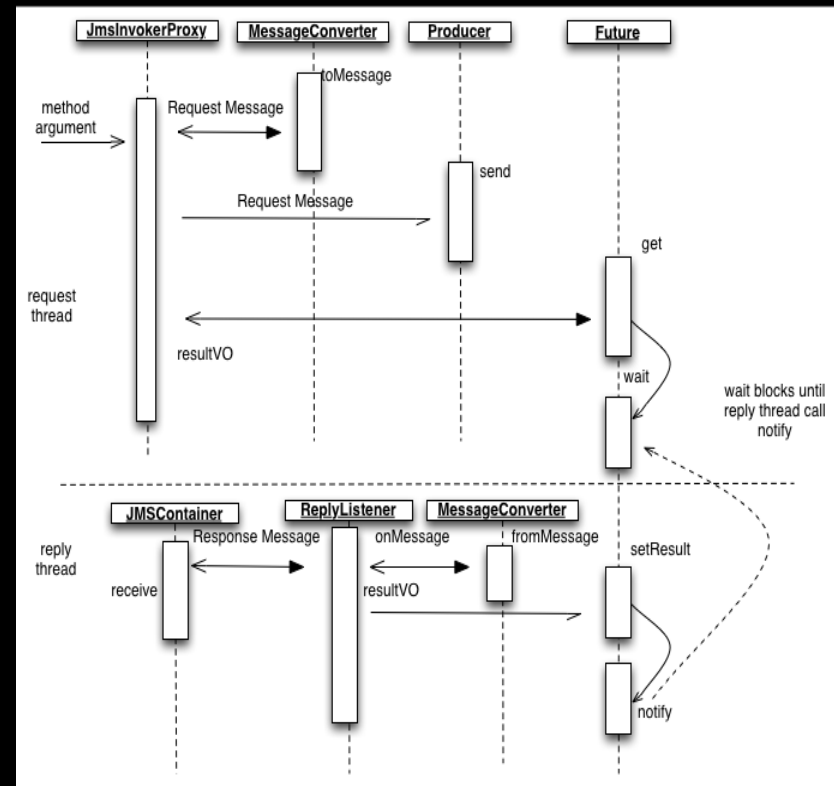 JmsInvokerProxy
MessageConverter
Producer
Future
toMessage
method
argument
Request Message
send
Request Message
get
request
thread
resultVO
wait
wait blocks until
reply thread call
notify
JMSContainer
ReplyListener
MessageConverter
Response Message
onMessage
fromMessage
setResult
reply
thread
receive
resultVO
notify